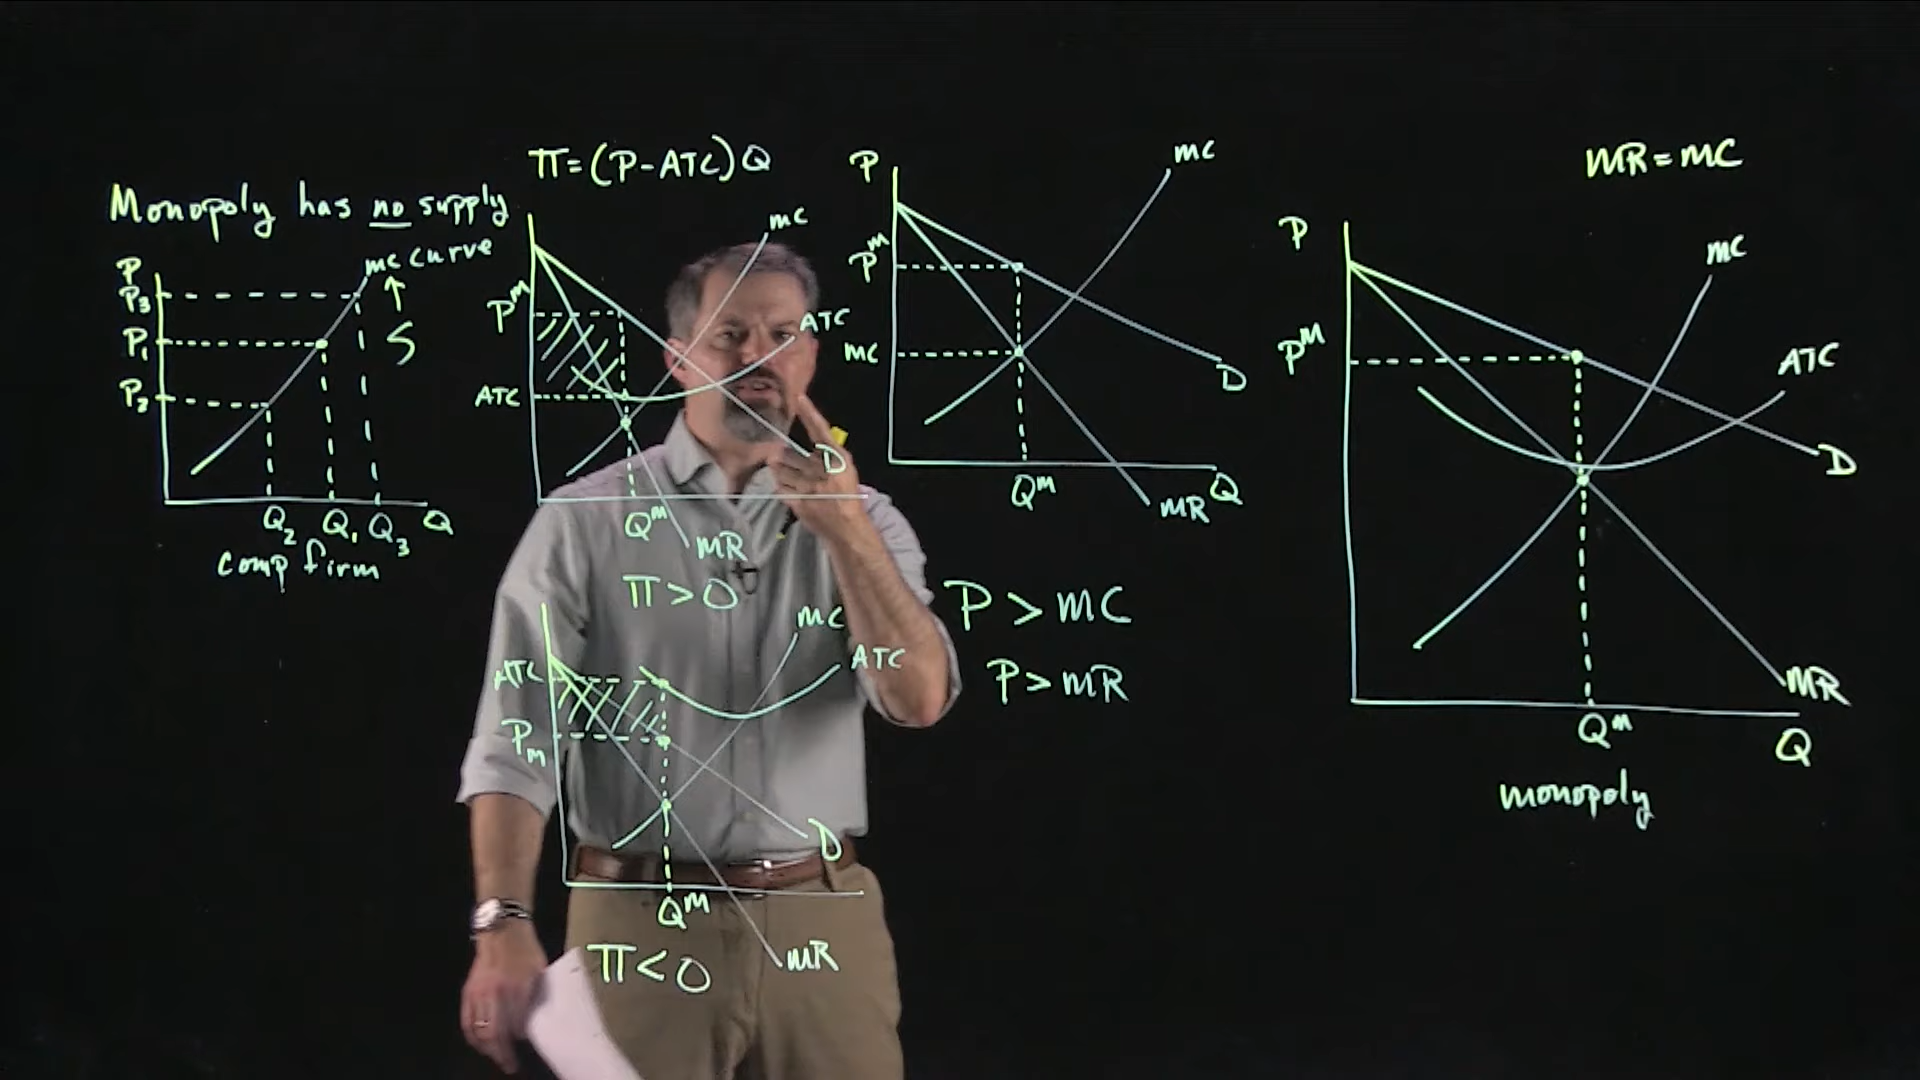 Monopoly has no supply
curve
P
P3
P1
P2
MC
S
Q2 Q1 Q3 Q
comp firm
π=(P-ATC)Q
MC
P^M
ATC
ATC
D
Q^M
MR
π>0
MC
ATC
ATC
Pm
D
Q^M
MR
π<0
P
MC
P^M
MC
D
Q^M
MR
Q
P>MC
P>MR
MR=MC
P
MC
P^M
ATC
D
MR
Q^M
Q
monopoly